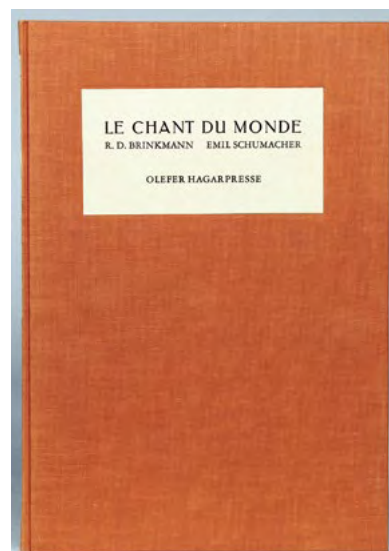 LE CHANT DU MONDE
R. D. BRINKMANN EMIL SCHUMACHER
OLEFER HAGARPRESSE